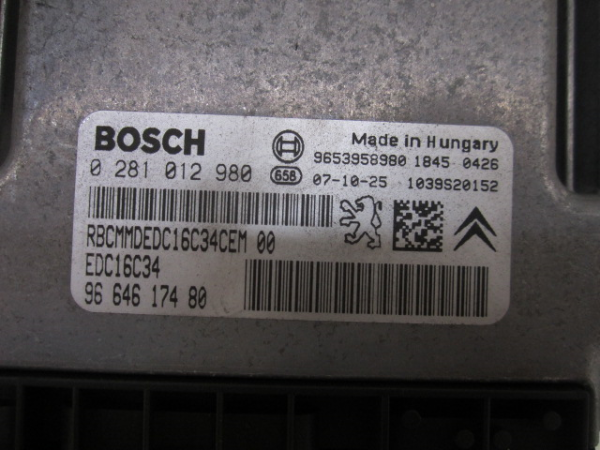 BOSCH
Made in Hungary
9653958980 1845 0426
0 281 012 980
658 07-10-25 1039S20152
RBCMMDEDC16C34CEM 00
EDC16C34
96 646 174 80